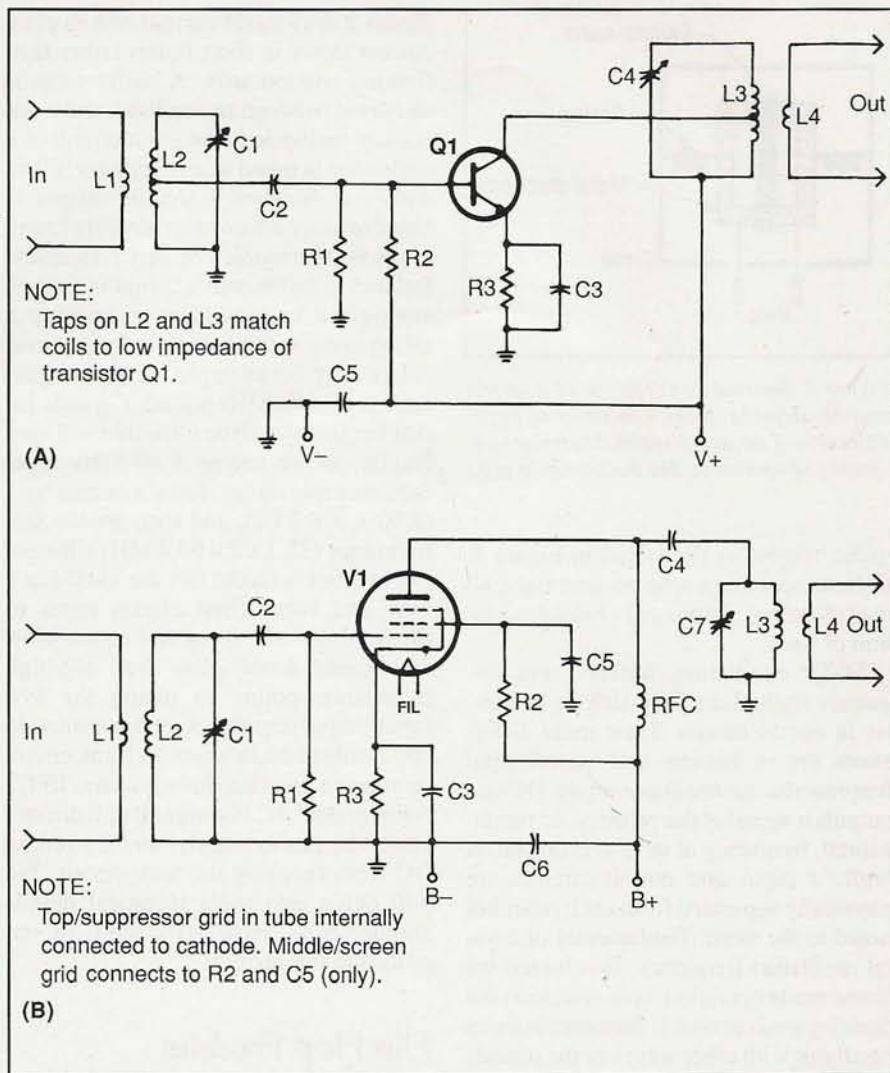 C4
L3
L4
Out
Q1
In
L1
L2
C1
C2
R1
R2
R3
C3
NOTE:
Taps on L2 and L3 match
coils to low impedance of
transistor Q1.
C5
V–
V+
(A)
V1
C4
C2
C5
C7
L3
L4
Out
FIL
R2
RFC
In
L1
L2
C1
R1
R3
C3
C6
B–
B+
NOTE:
Top/suppressor grid in tube internally
connected to cathode. Middle/screen
grid connects to R2 and C5 (only).
(B)